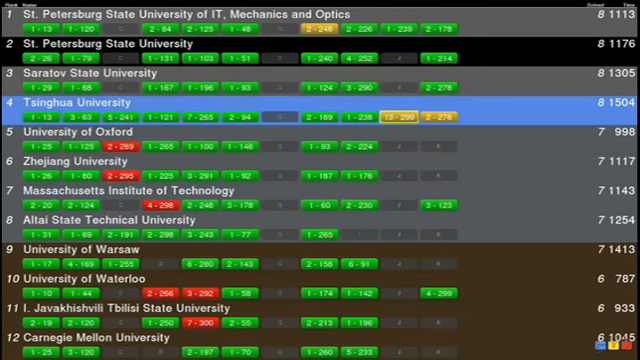 Rank Name Solved Time
1 St. Petersburg State University of IT, Mechanics and Optics 8 1113
1 - 13 1 - 120 C 2 - 84 2 - 125 1 - 48 G 2 - 248 2 - 226 1 - 239 2 - 178
2 St. Petersburg State University 8 1176
2 - 26 1 - 79 C 1 - 131 1 - 103 1 - 51 G 1 - 240 4 - 252 J 1 - 214
3 Saratov State University 8 1305
1 - 29 1 - 68 C 1 - 167 1 - 196 1 - 93 G 1 - 124 3 - 290 J 2 - 278
4 Tsinghua University 8 1504
1 - 13 3 - 63 5 - 241 1 - 121 7 - 265 2 - 94 G 2 - 189 1 - 238 13 - 299 2 - 276
5 University of Oxford 7 998
1 - 25 1 - 125 2 - 289 1 - 265 1 - 100 1 - 146 G 1 - 93 2 - 224 J K
6 Zhejiang University 7 1117
1 - 26 1 - 80 2 - 295 1 - 225 3 - 291 1 - 92 G 1 - 187 1 - 176 J K
7 Massachusetts Institute of Technology 7 1143
2 - 20 2 - 124 C 4 - 298 2 - 248 3 - 178 G 1 - 60 2 - 230 J 3 - 123
8 Altai State Technical University 7 1254
1 - 31 1 - 69 2 - 191 2 - 298 3 - 243 1 - 77 G 1 - 265 I J K
9 University of Warsaw 7 1413
1 - 17 4 - 169 1 - 255 D 6 - 280 2 - 143 G 2 - 158 6 - 91 J K
10 University of Waterloo 6 787
1 - 10 1 - 44 C 2 - 266 3 - 292 1 - 58 G 1 - 174 1 - 142 J 4 - 299
11 I. Javakhishvili Tbilisi State University 6 933
1 - 19 2 - 120 C 1 - 250 7 - 300 2 - 55 G 2 - 213 1 - 196 J K
12 Carnegie Mellon University 6 1045
1 - 25 3 - 120 C 2 - 197 1 - 70 G 1 - 260 5 - 233 J K